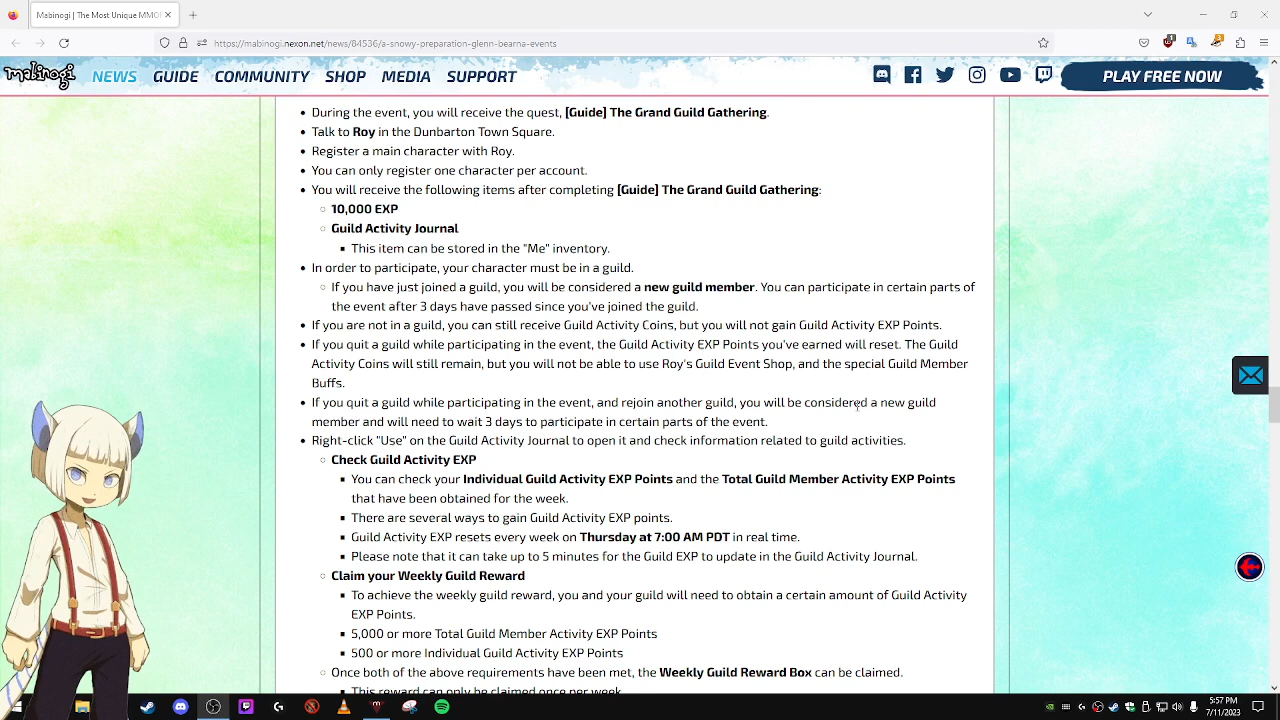 Mabinogi | The Most Unique MMO
https://mabinogi.nexon.net/news/84536/a-snowy-preparation-glenn-bearna-events
mabinogi NEWS GUIDE COMMUNITY SHOP MEDIA SUPPORT PLAY FREE NOW
During the event, you will receive the quest, [Guide] The Grand Guild Gathering.
Talk to Roy in the Dunbarton Town Square.
Register a main character with Roy.
You can only register one character per account.
You will receive the following items after completing [Guide] The Grand Guild Gathering:
10,000 EXP
Guild Activity Journal
This item can be stored in the "Me" inventory.
In order to participate, your character must be in a guild.
If you have just joined a guild, you will be considered a new guild member. You can participate in certain parts of
the event after 3 days have passed since you've joined the guild.
If you are not in a guild, you can still receive Guild Activity Coins, but you will not gain Guild Activity EXP Points.
If you quit a guild while participating in the event, the Guild Activity EXP Points you've earned will reset. The Guild
Activity Coins will still remain, but you will not be able to use Roy's Guild Event Shop, and the special Guild Member
Buffs.
If you quit a guild while participating in the event, and rejoin another guild, you will be considered a new guild
member and will need to wait 3 days to participate in certain parts of the event.
Right-click "Use" on the Guild Activity Journal to open it and check information related to guild activities.
Check Guild Activity EXP
You can check your Individual Guild Activity EXP Points and the Total Guild Member Activity EXP Points
that have been obtained for the week.
There are several ways to gain Guild Activity EXP points.
Guild Activity EXP resets every week on Thursday at 7:00 AM PDT in real time.
Please note that it can take up to 5 minutes for the Guild EXP to update in the Guild Activity Journal.
Claim your Weekly Guild Reward
To achieve the weekly guild reward, you and your guild will need to obtain a certain amount of Guild Activity
EXP Points.
5,000 or more Total Guild Member Activity EXP Points
500 or more Individual Guild Activity EXP Points
Once both of the above requirements have been met, the Weekly Guild Reward Box can be claimed.
This reward can only be claimed once per week.
5:57 PM
7/11/2023